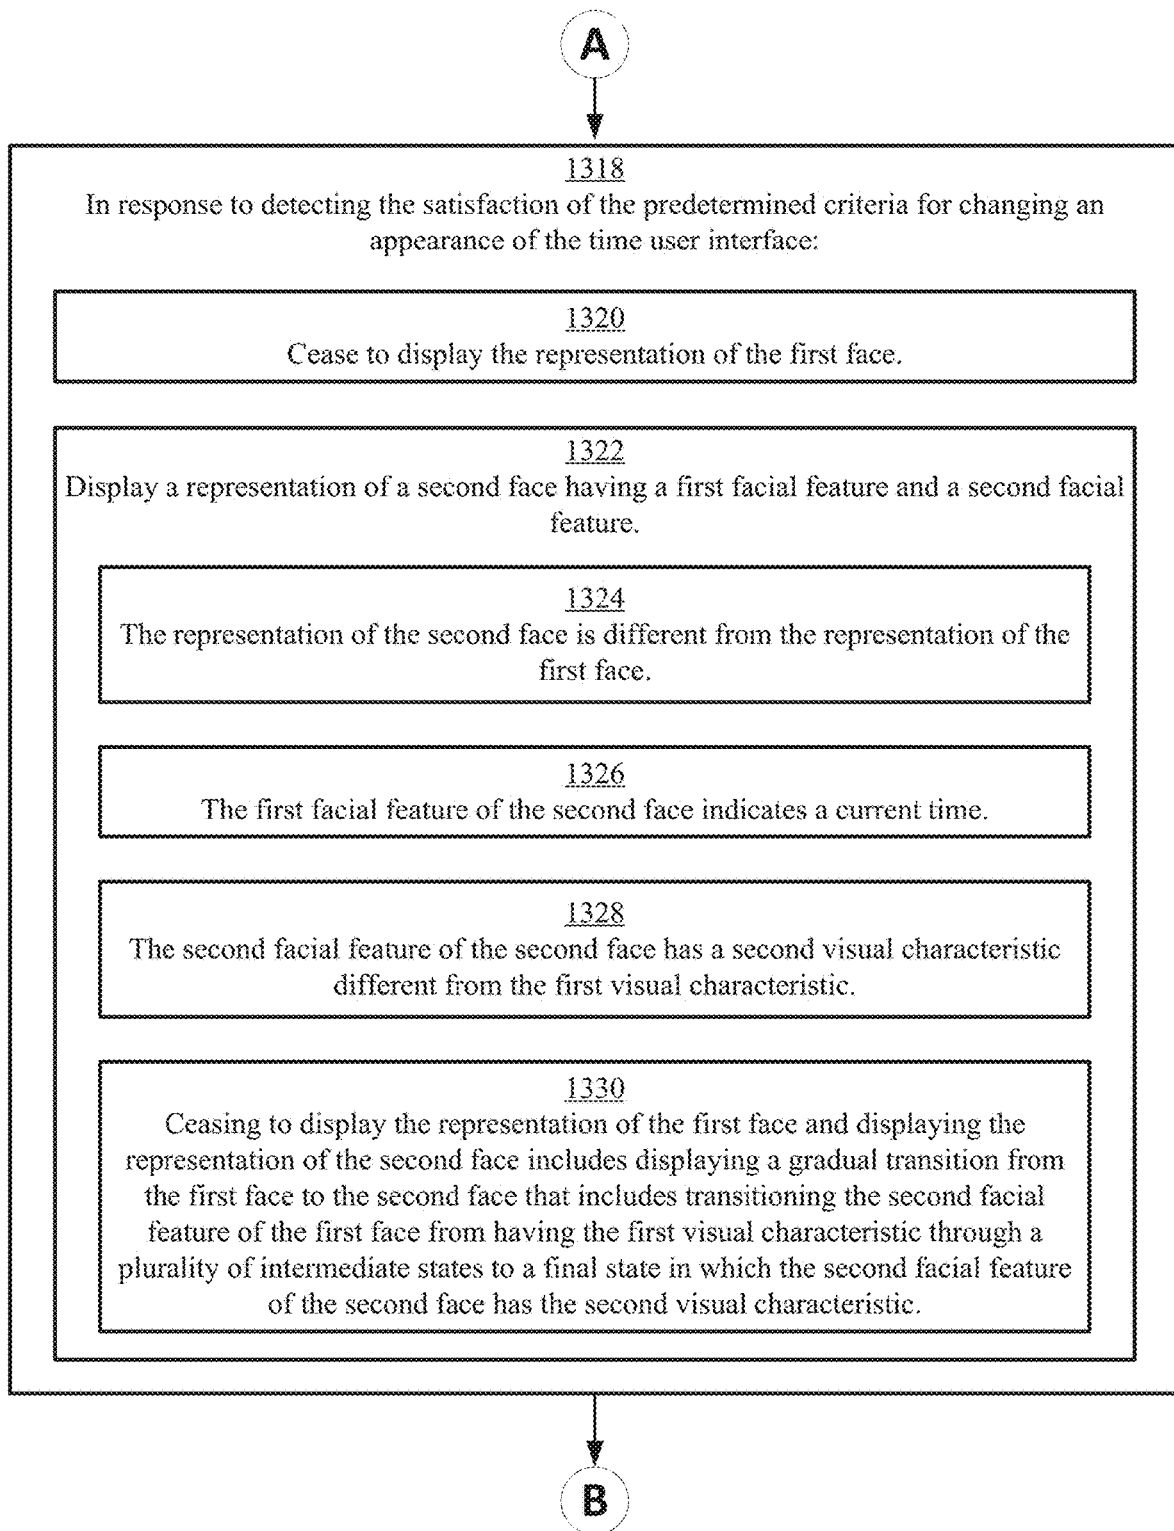 A
1318
In response to detecting the satisfaction of the predetermined criteria for changing an
appearance of the time user interface:
1320
Cease to display the representation of the first face.
1322
Display a representation of a second face having a first facial feature and a second facial
feature.
1324
The representation of the second face is different from the representation of the
first face.
1326
The first facial feature of the second face indicates a current time.
1328
The second facial feature of the second face has a second visual characteristic
different from the first visual characteristic.
1330
Ceasing to display the representation of the first face and displaying the
representation of the second face includes displaying a gradual transition from
the first face to the second face that includes transitioning the second facial
feature of the first face from having the first visual characteristic through a
plurality of intermediate states to a final state in which the second facial feature
of the second face has the second visual characteristic.
B